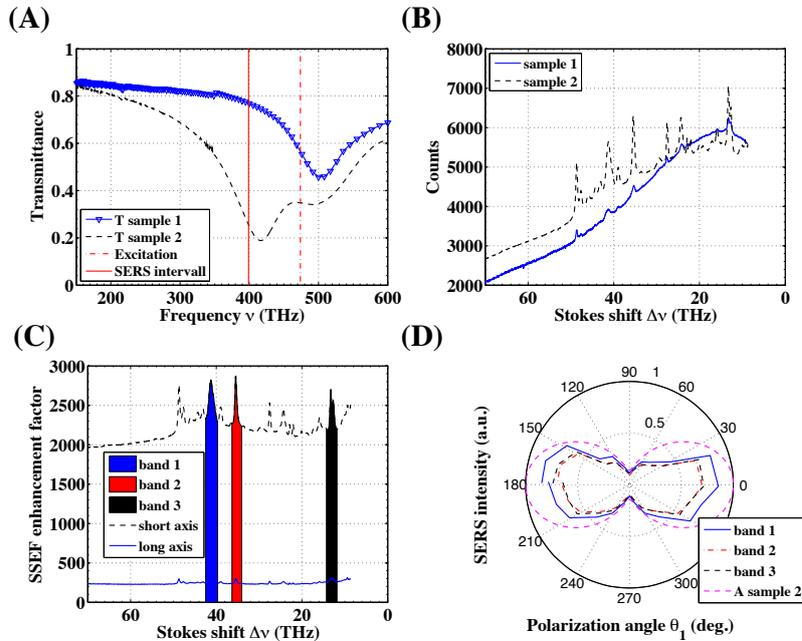 (A)
1
0.8
0.6
0.4
0.2
0
Transmittance
T sample 1
T sample 2
Excitation
SERS intervall
200 300 400 500 600
Frequency ν (THz)
(B)
8000
7000
6000
5000
4000
3000
2000
Counts
sample 1
sample 2
60 40 20 0
Stokes shift Δν (THz)
(C)
3000
2500
2000
1500
1000
500
0
SSEF enhancement factor
band 1
band 2
band 3
short axis
long axis
60 40 20 0
Stokes shift Δν (THz)
(D)
SERS intensity (a.u.)
90 1
120 60
0.5
150 30
180 0
210
240 300
270
band 1
band 2
band 3
A sample 2
Polarization angle θ1 (deg.)